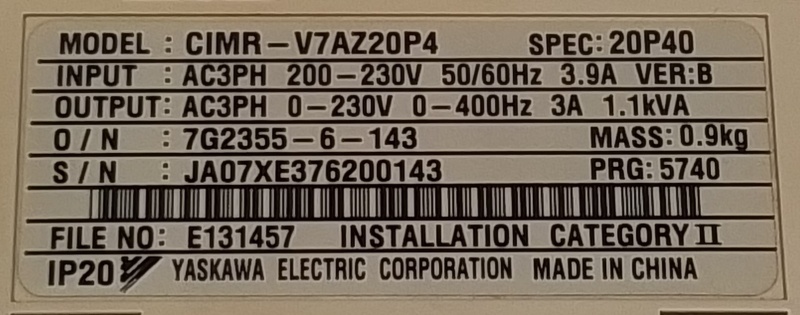 MODEL : CIMR-V7AZ20P4 SPEC: 20P40
INPUT : AC3PH 200-230V 50/60Hz 3.9A VER:B
OUTPUT: AC3PH 0-230V 0-400Hz 3A 1.1kVA
O/N : 7G2355-6-143 MASS: 0.9kg
S/N : JA07XE376200143 PRG: 5740
FILE NO: E131457 INSTALLATION CATEGORY II
IP20 YASKAWA ELECTRIC CORPORATION MADE IN CHINA